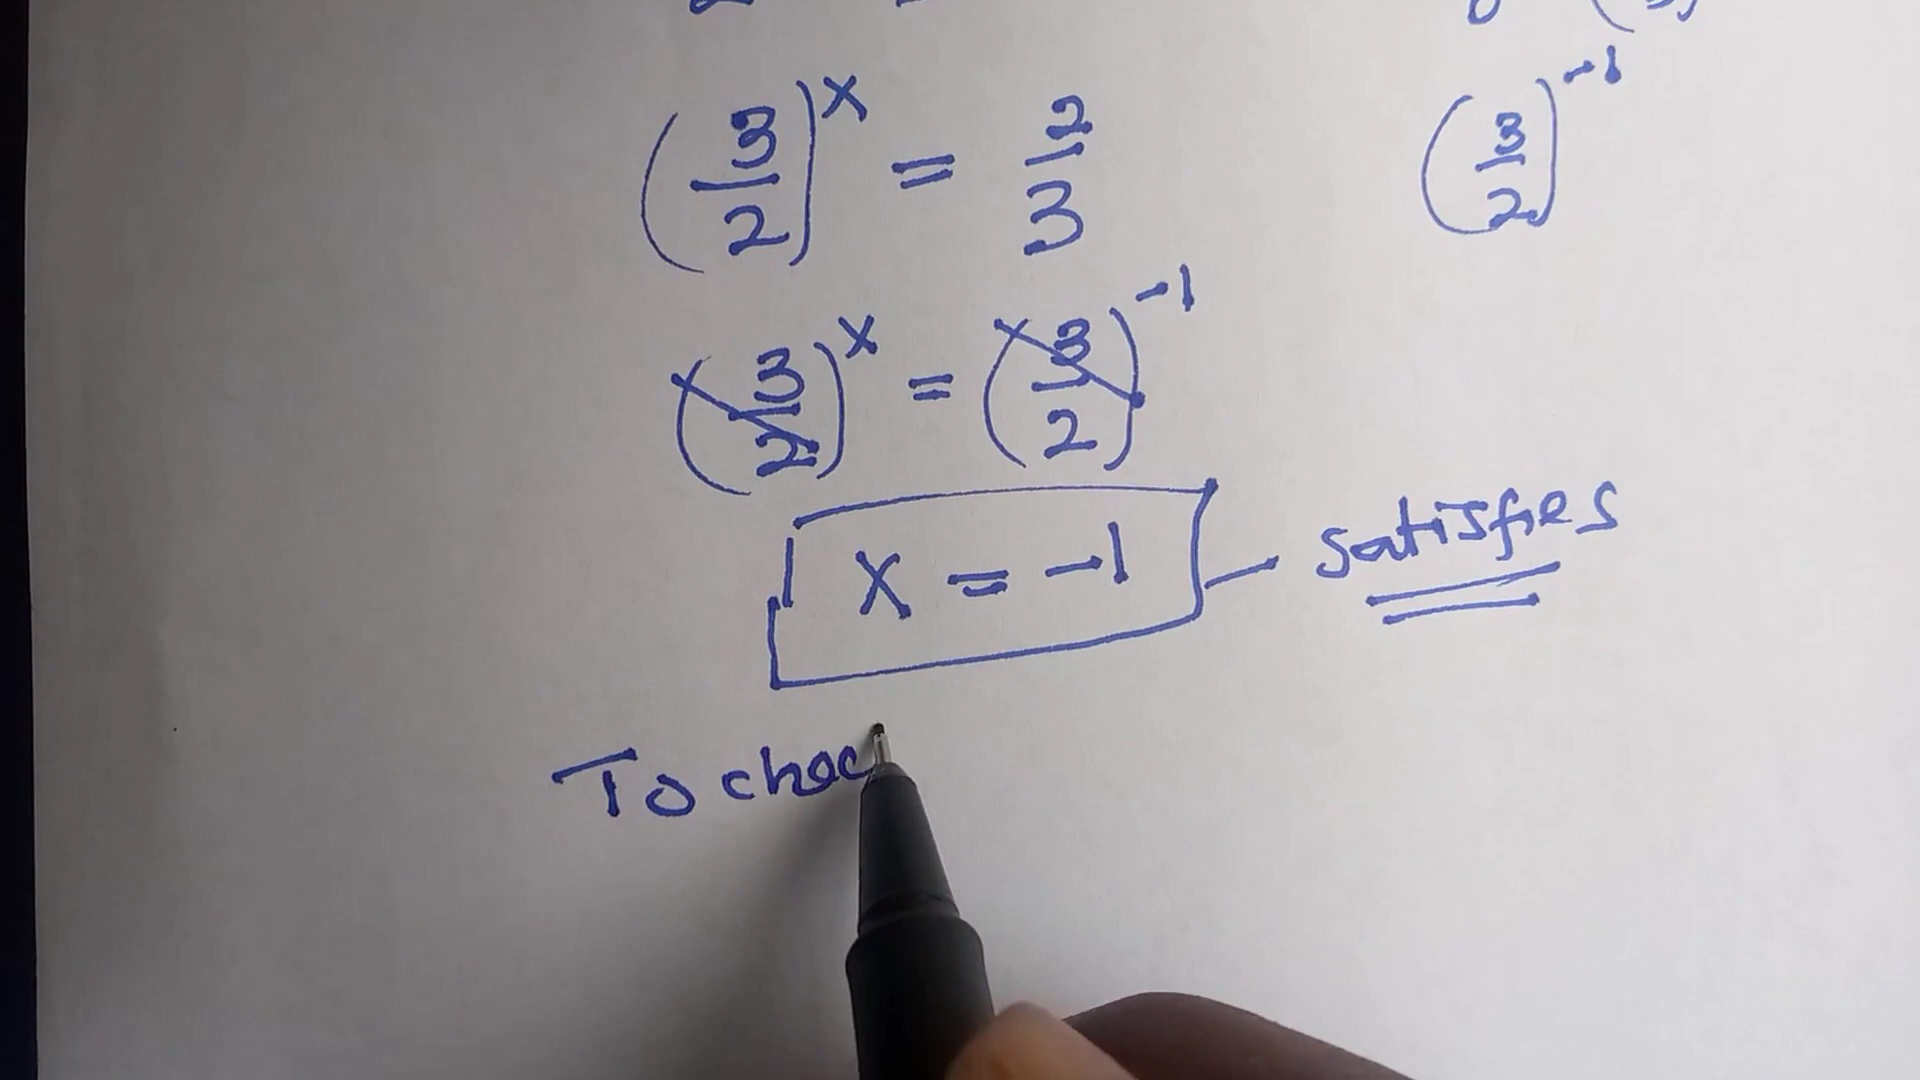 (3/2)^x = 2/3
(3/2)^-1
(3/2)^x = (3/2)^-1
x = -1 - satisfies
To chec